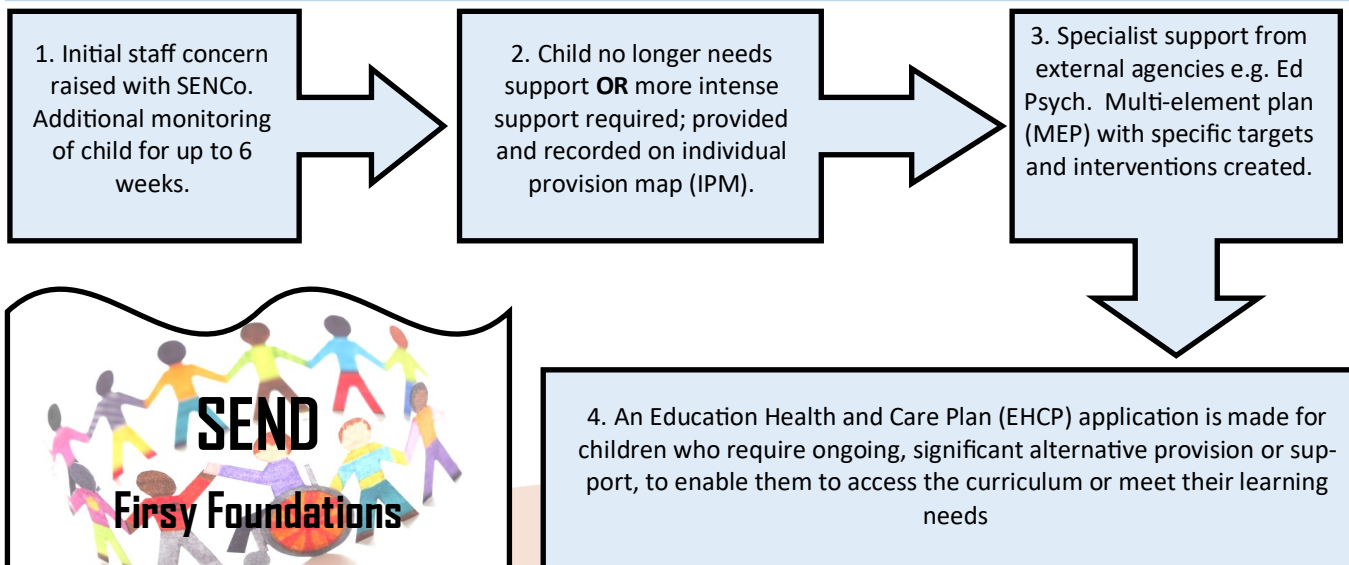 1. Initial staff concern
raised with SENCo.
Additional monitoring
of child for up to 6
weeks.
2. Child no longer needs
support OR more intense
support required; provided
and recorded on individual
provision map (IPM).
3. Specialist support from
external agencies e.g. Ed
Psych.  Multi-element plan
(MEP) with specific targets
and interventions created.
SEND
Firsy Foundations
4. An Education Health and Care Plan (EHCP) application is made for
children who require ongoing, significant alternative provision or sup-
port, to enable them to access the curriculum or meet their learning
needs